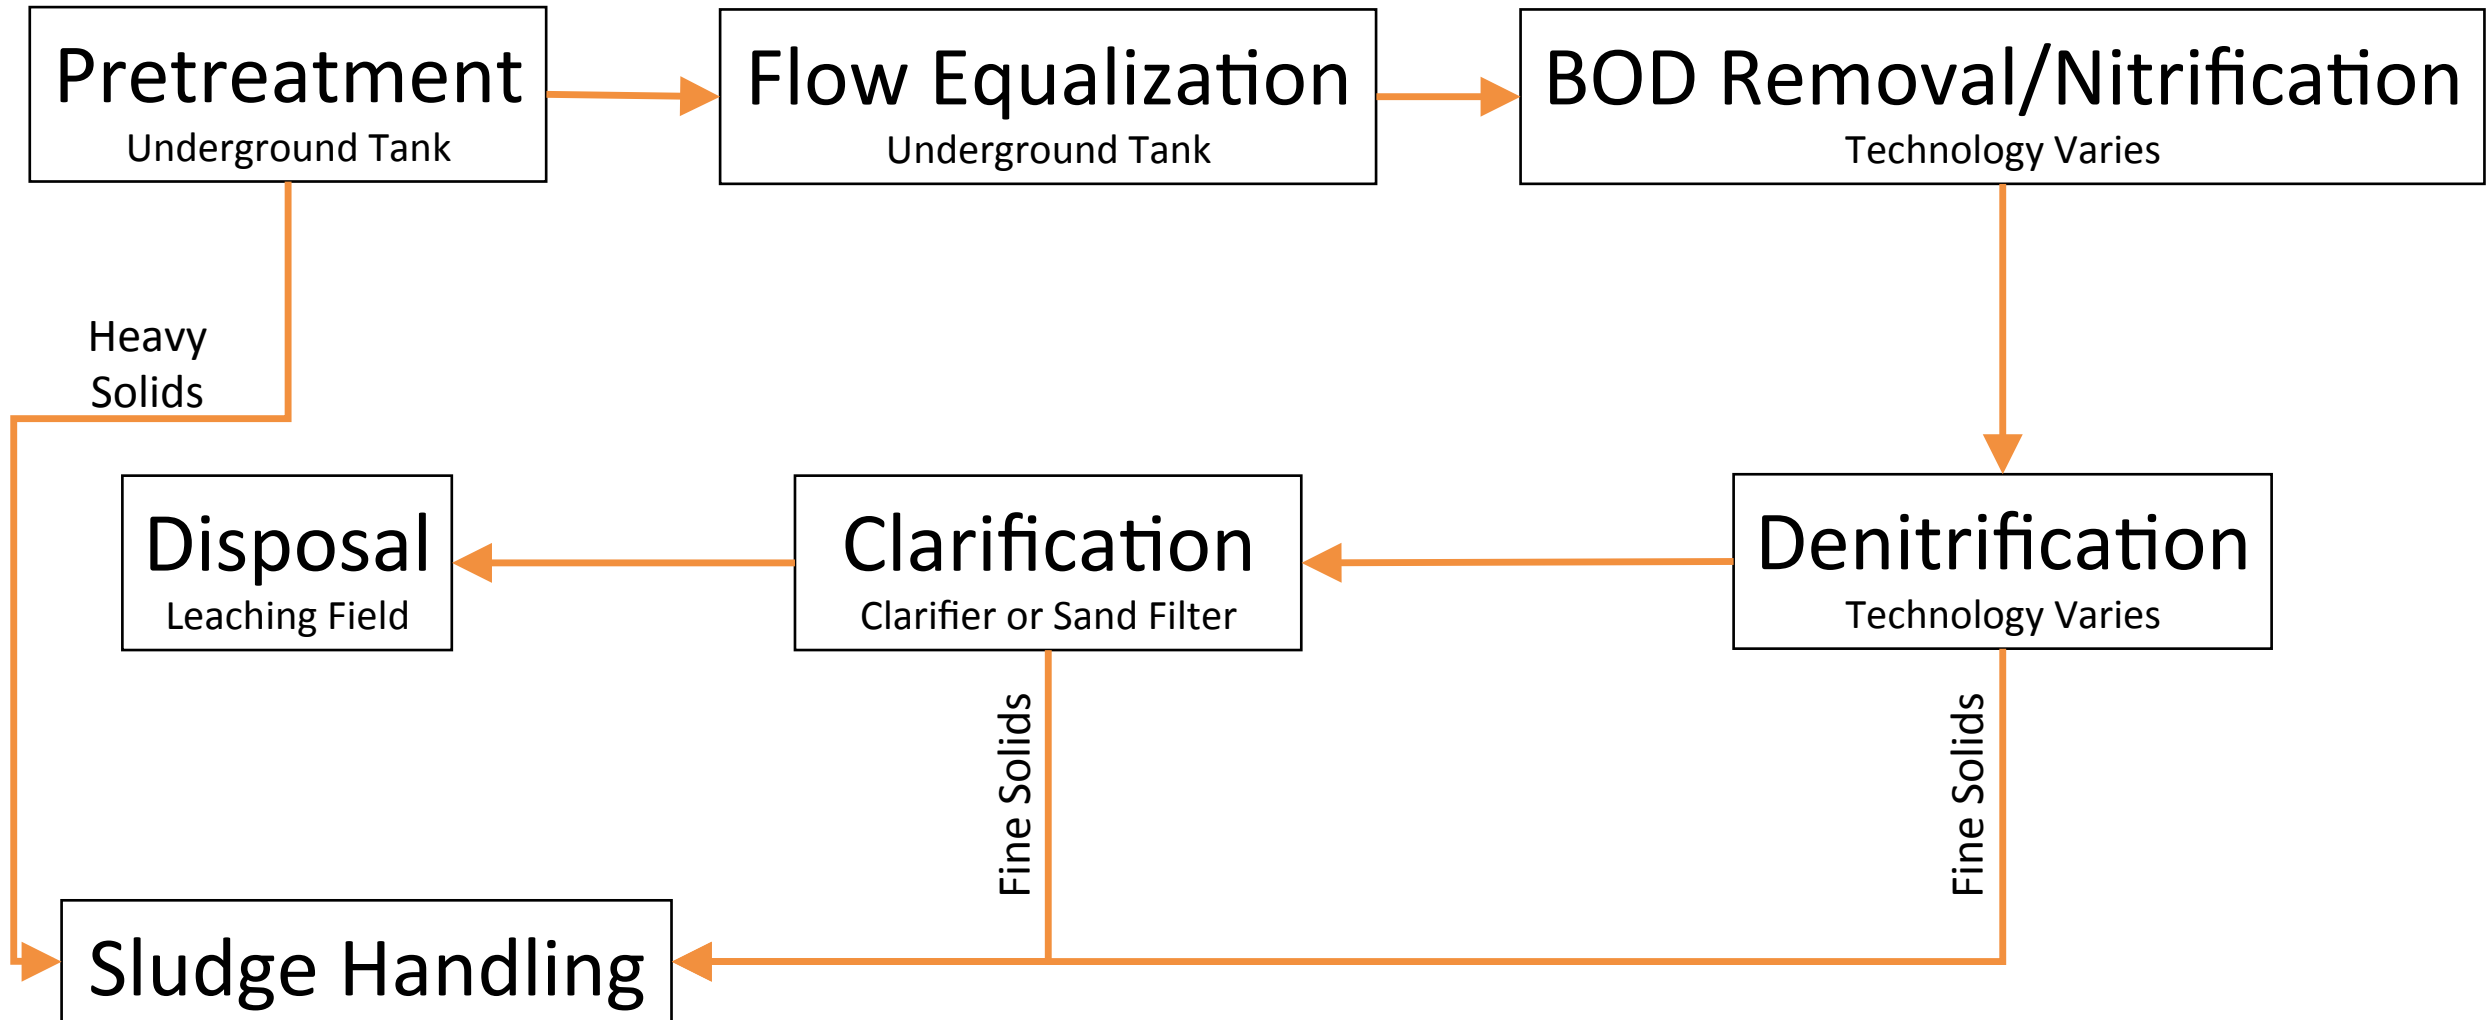 Pretreatment
Underground Tank
Flow Equalization
Underground Tank
BOD Removal/Nitrification
Technology Varies
Heavy
Solids
Disposal
Leaching Field
Clarification
Clarifier or Sand Filter
Denitrification
Technology Varies
Fine Solids
Fine Solids
Sludge Handling